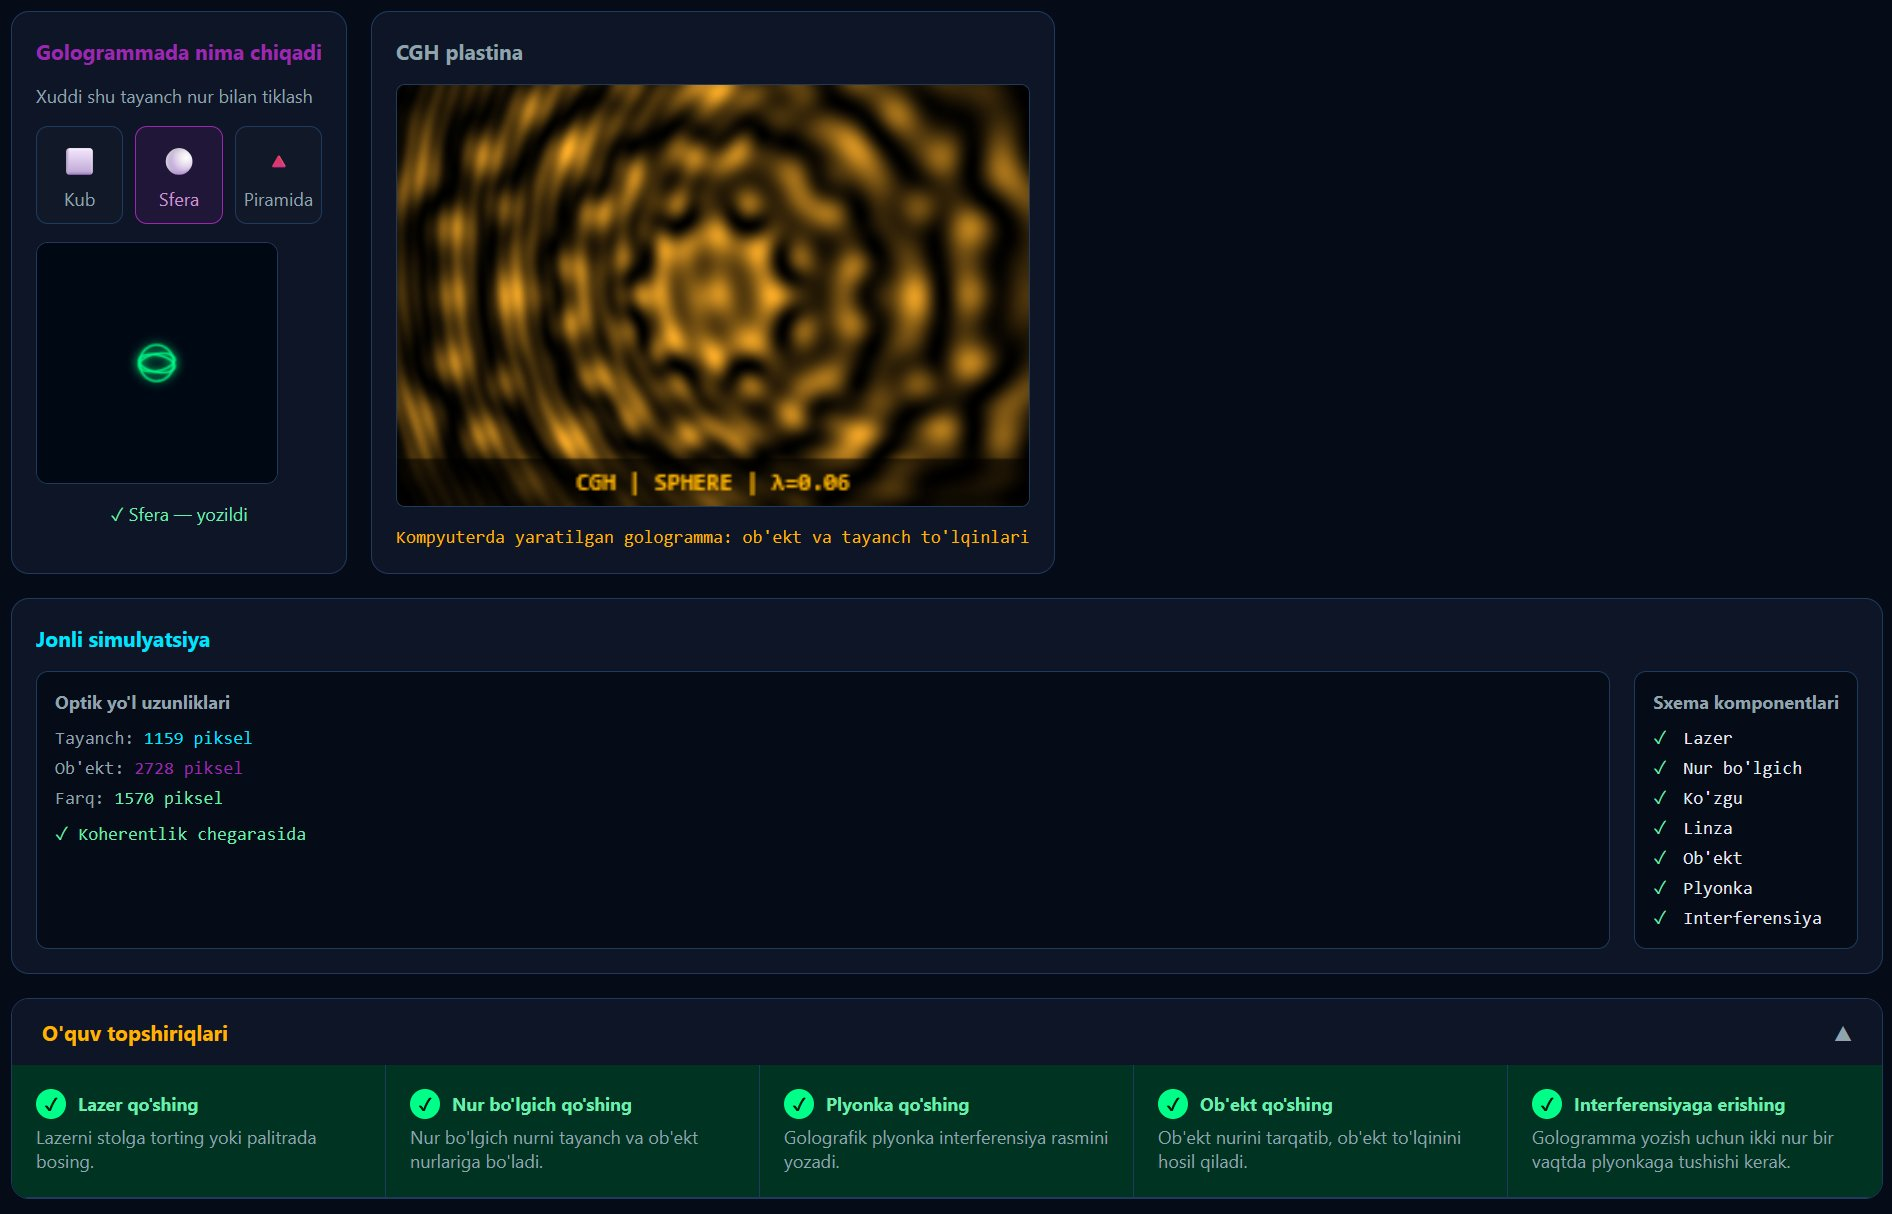 Gologrammada nima chiqadi
Xuddi shu tayanch nur bilan tiklash
Kub
Sfera
Piramida
✓ Sfera — yozildi
CGH plastina
CGH | SPHERE | λ=0.06
Kompyuterda yaratilgan gologramma: ob'ekt va tayanch to'lqinlari
Jonli simulyatsiya
Optik yo'l uzunliklari
Tayanch: 1159 piksel
Ob'ekt: 2728 piksel
Farq: 1570 piksel
✓ Koherentlik chegarasida
Sxema komponentlari
✓ Lazer
✓ Nur bo'lgich
✓ Ko'zgu
✓ Linza
✓ Ob'ekt
✓ Plyonka
✓ Interferensiya
O'quv topshiriqlari
▲
✓ Lazer qo'shing
Lazerni stolga torting yoki palitrada
bosing.
✓ Nur bo'lgich qo'shing
Nur bo'lgich nurni tayanch va ob'ekt
nurlariga bo'ladi.
✓ Plyonka qo'shing
Golografik plyonka interferensiya rasmini
yozadi.
✓ Ob'ekt qo'shing
Ob'ekt nurini tarqatib, ob'ekt to'lqinini
hosil qiladi.
✓ Interferensiyaga erishing
Gologramma yozish uchun ikki nur bir
vaqtda plyonkaga tushishi kerak.